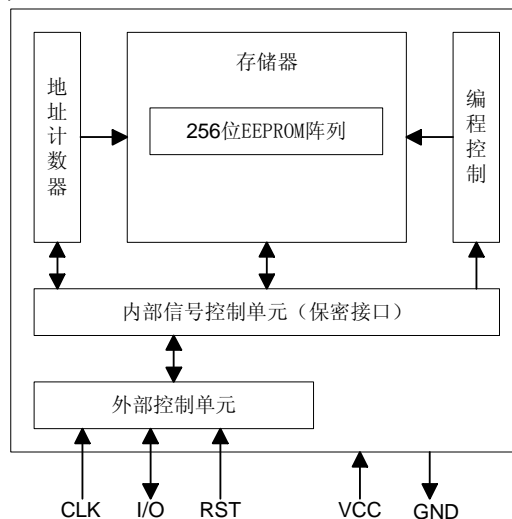 地址计数器
存储器
256位EEPROM阵列
编程控制
内部信号控制单元（保密接口）
外部控制单元
CLK
I/O
RST
VCC
GND